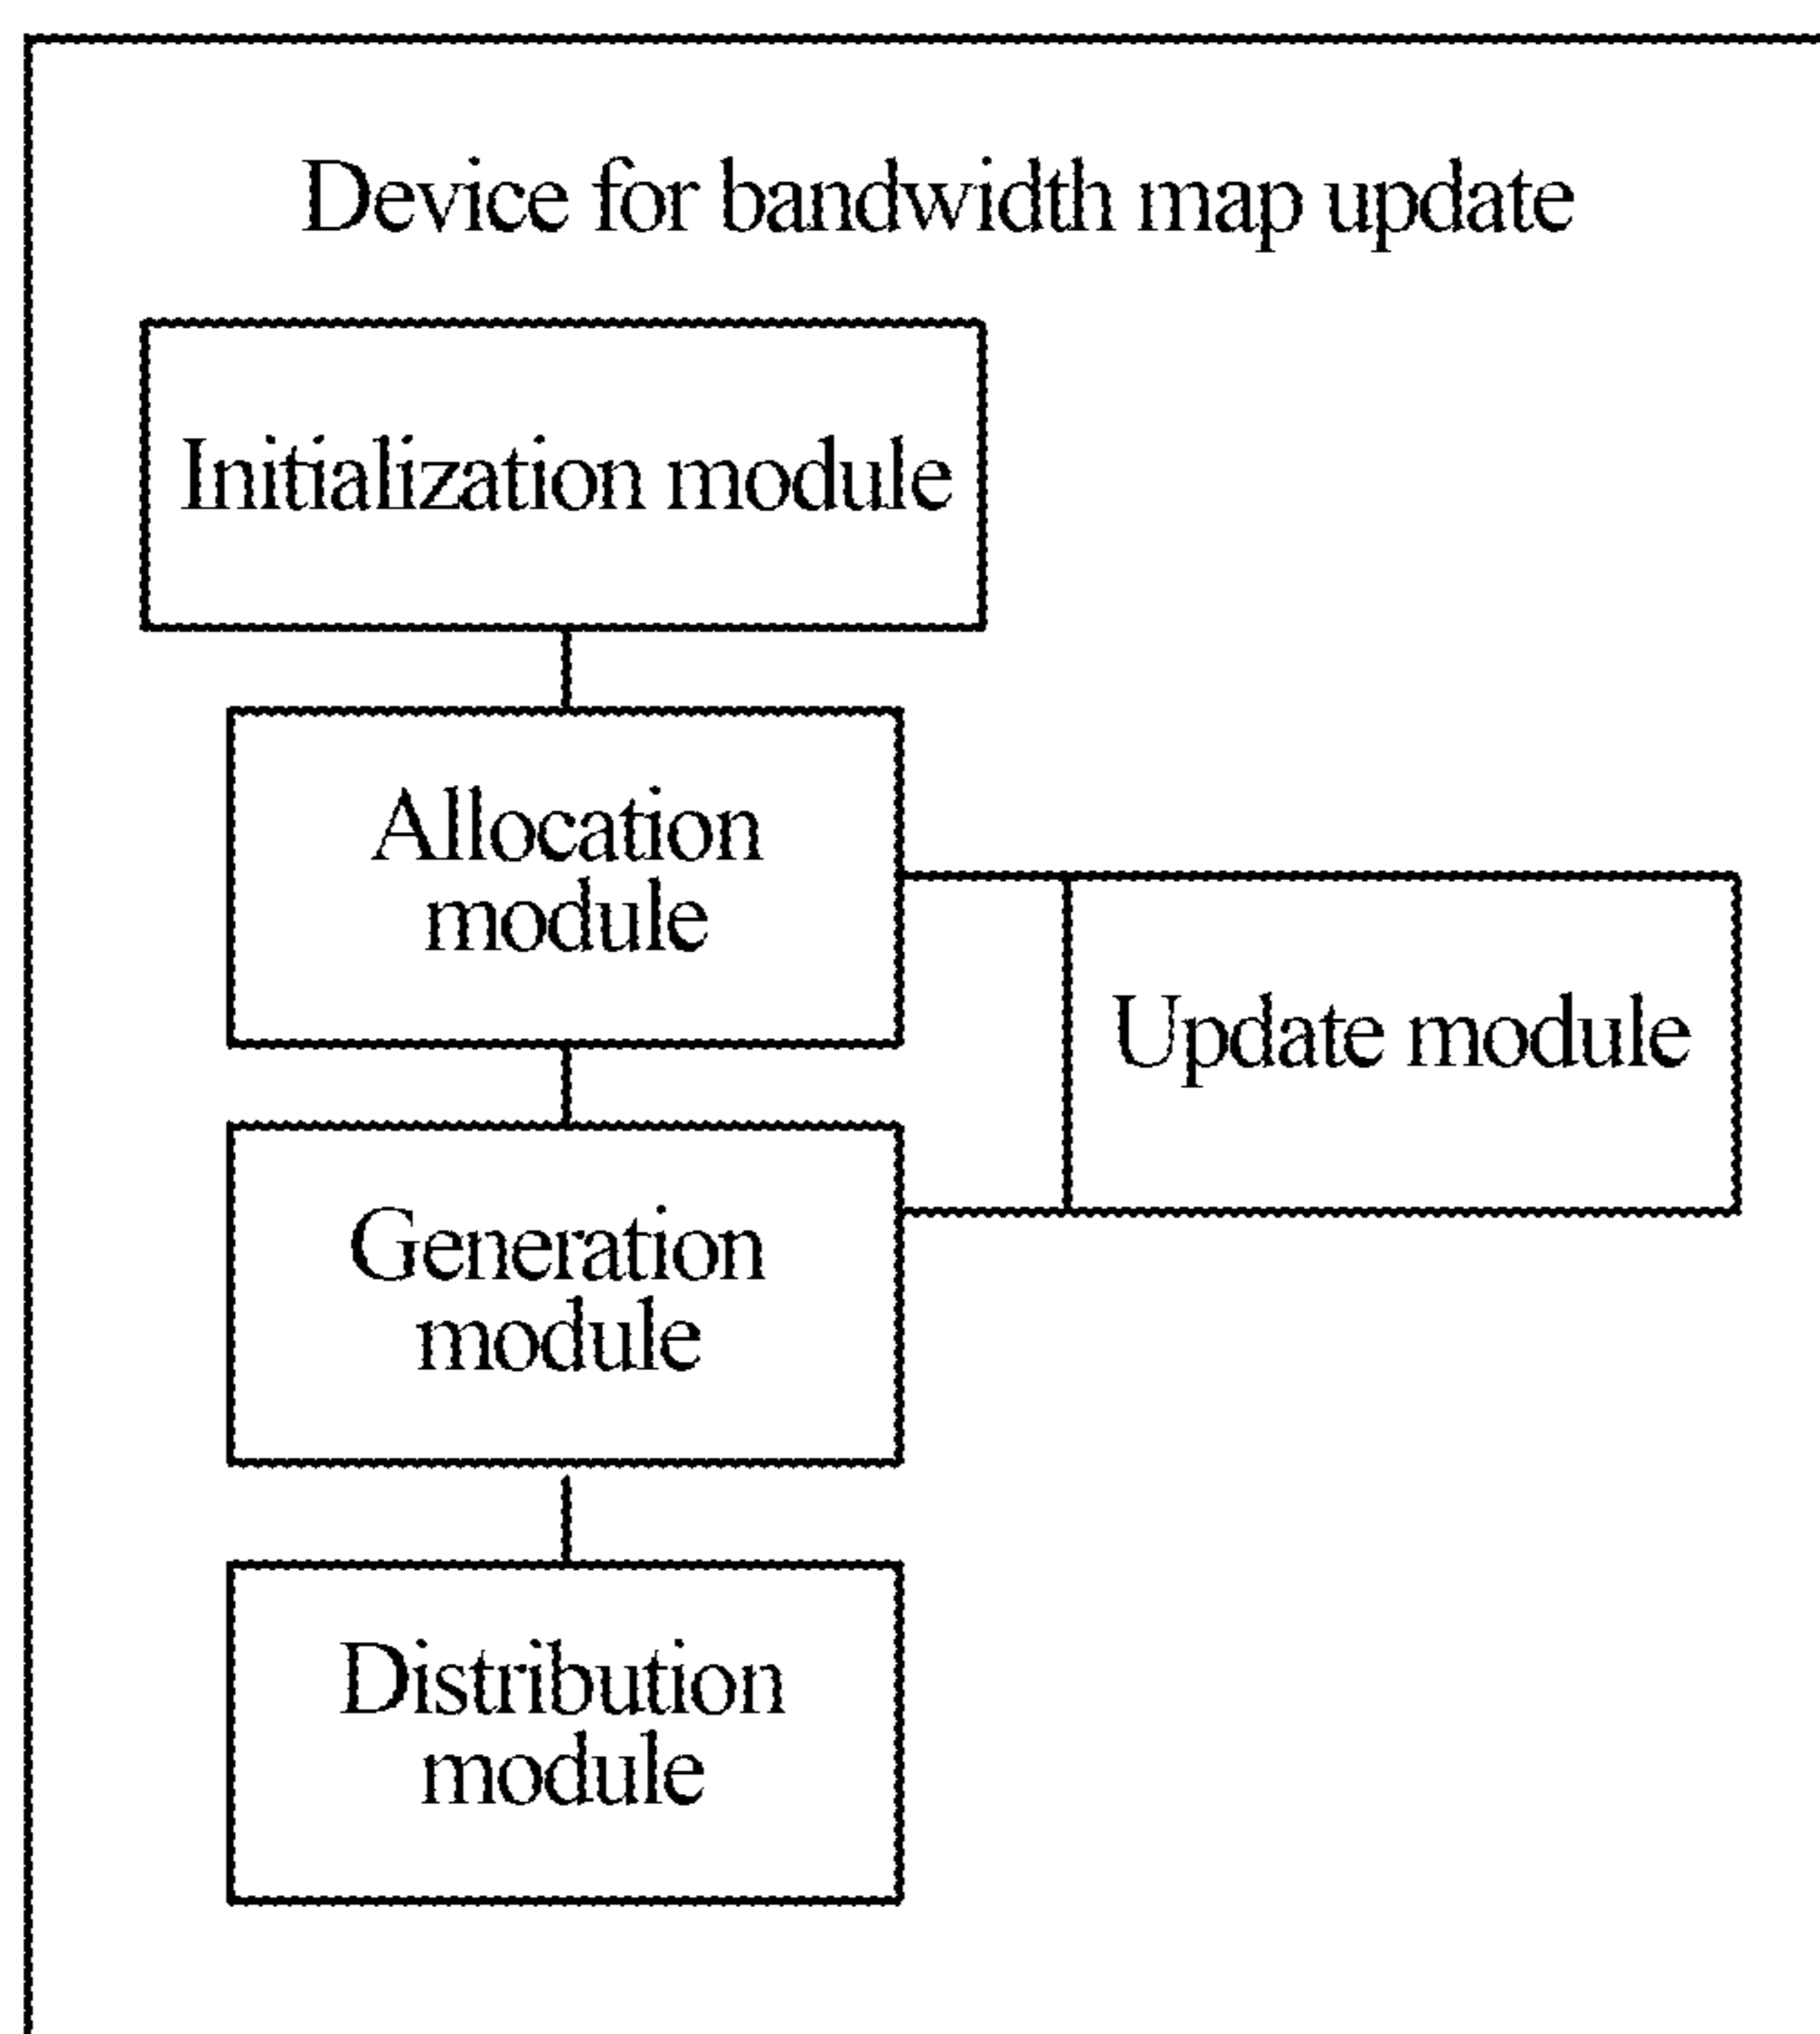 Device for bandwidth map update
Initialization module
Allocation
module
Update module
Generation
module
Distribution
module